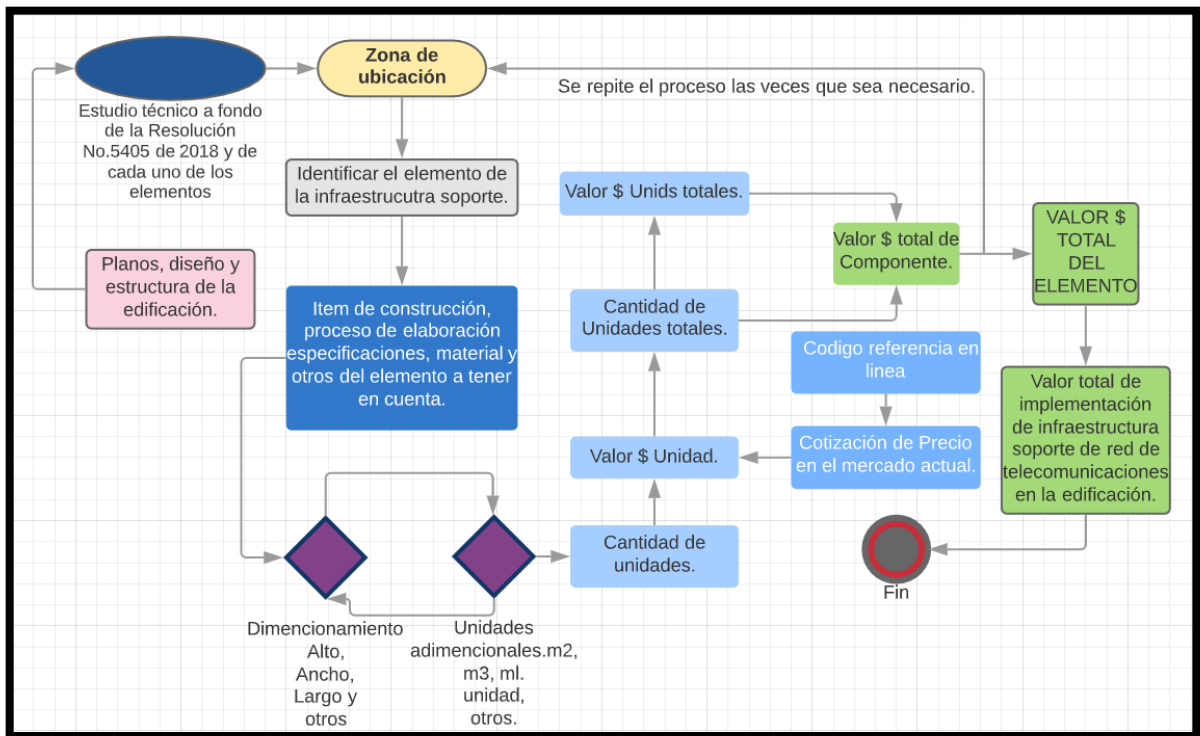 Zona de
ubicación
Se repite el proceso las veces que sea necesario.
Estudio técnico a fondo
de la Resolución
No.5405 de 2018 y de
cada uno de los
elementos
Identificar el elemento de
la infraestrucutra soporte.
Planos, diseño y
estructura de la
edificación.
Item de construcción,
proceso de elaboración
especificaciones, material y
otros del elemento a tener
en cuenta.
Dimencionamiento
Alto,
Ancho,
Largo y
otros
Unidades
adimencionales.m2,
m3, ml.
unidad,
otros.
Cantidad de
unidades.
Valor $ Unidad.
Cantidad de
Unidades totales.
Valor $ Unids totales.
Codigo referencia en
linea
Cotización de Precio
en el mercado actual.
Valor $ total de
Componente.
VALOR $
TOTAL
DEL
ELEMENTO
Valor total de
implementación
de infraestructura
soporte de red de
telecomunicaciones
en la edificación.
Fin